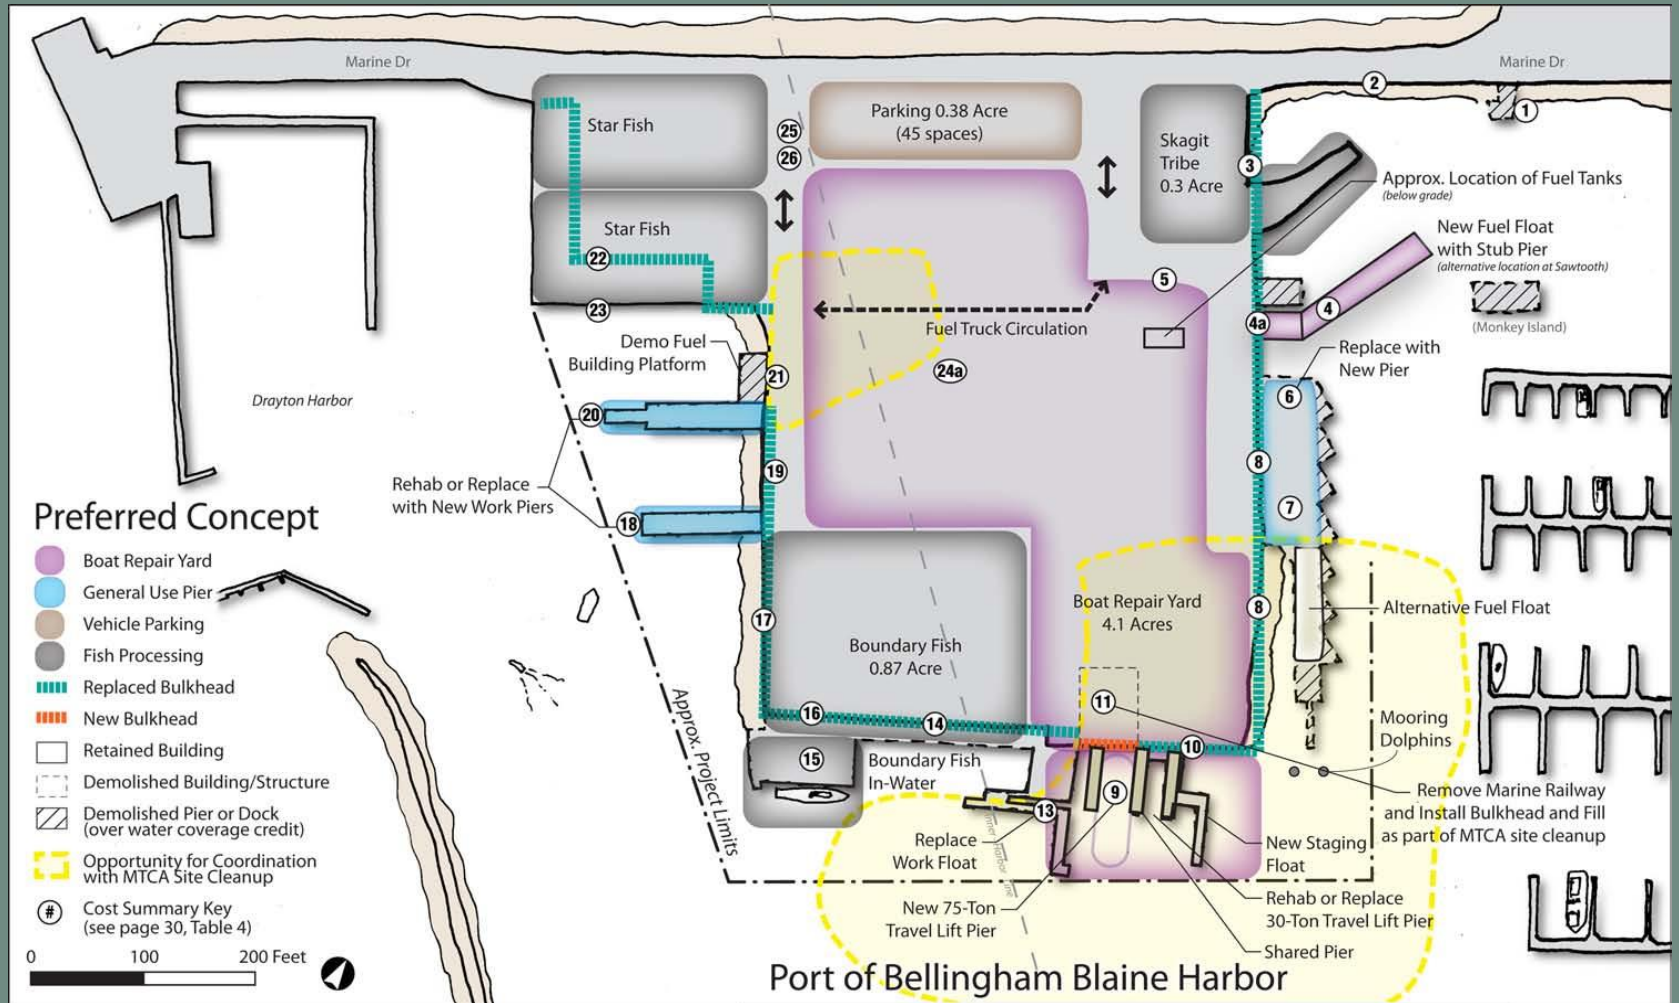 Marine Dr
Marine Dr
2
1
Star Fish
25
26
Parking 0.38 Acre
(45 spaces)
Skagit
Tribe
0.3 Acre
3
Approx. Location of Fuel Tanks
(below grade)
Star Fish
22
23
5
New Fuel Float
with Stub Pier
(alternative location at Sawtooth)
4
4a
(Monkey Island)
Fuel Truck Circulation
Demo Fuel
Building Platform
21
24a
Replace with
New Pier
6
Drayton Harbor
20
19
8
7
Rehab or Replace
with New Work Piers
18
Preferred Concept
Boat Repair Yard
General Use Pier
Vehicle Parking
Fish Processing
Replaced Bulkhead
New Bulkhead
Retained Building
Demolished Building/Structure
Demolished Pier or Dock
(over water coverage credit)
Opportunity for Coordination
with MTCA Site Cleanup
#
Cost Summary Key
(see page 30, Table 4)
0
100
200 Feet
17
Boundary Fish
0.87 Acre
Boat Repair Yard
4.1 Acres
8
Alternative Fuel Float
Approx. Project Limits
16
14
11
10
Mooring
Dolphins
15
Boundary Fish
In-Water
9
13
Remove Marine Railway
and Install Bulkhead and Fill
as part of MTCA site cleanup
Replace
Work Float
Inner Harbor Line
New Staging
Float
New 75-Ton
Travel Lift Pier
Rehab or Replace
30-Ton Travel Lift Pier
Shared Pier
Port of Bellingham Blaine Harbor